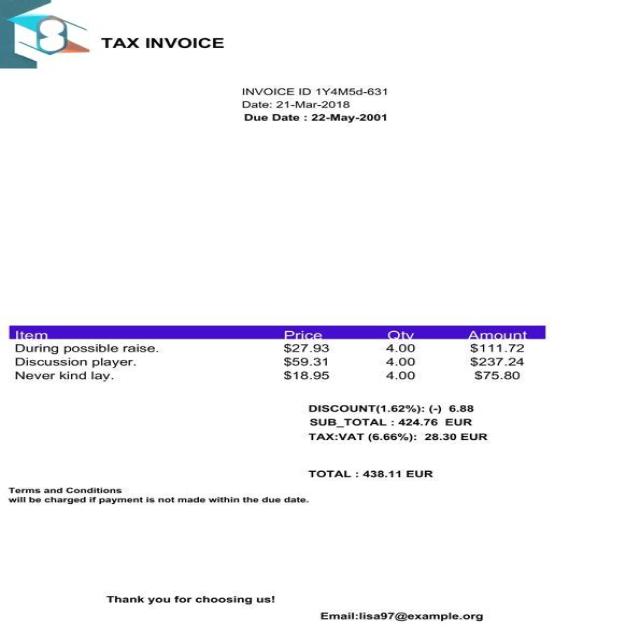 8
TAX INVOICE
INVOICE ID 1Y4M5d-631
Date: 21-Mar-2018
Due Date : 22-May-2001
Item Price Qty Amount
During possible raise. $27.93 4.00 $111.72
Discussion player. $59.31 4.00 $237.24
Never kind lay. $18.95 4.00 $75.80
DISCOUNT(1.62%): (-) 6.88
SUB_TOTAL : 424.76 EUR
TAX:VAT (6.66%): 28.30 EUR
TOTAL : 438.11 EUR
Terms and Conditions
will be charged if payment is not made within the due date.
Thank you for choosing us!
Email:lisa97@example.org